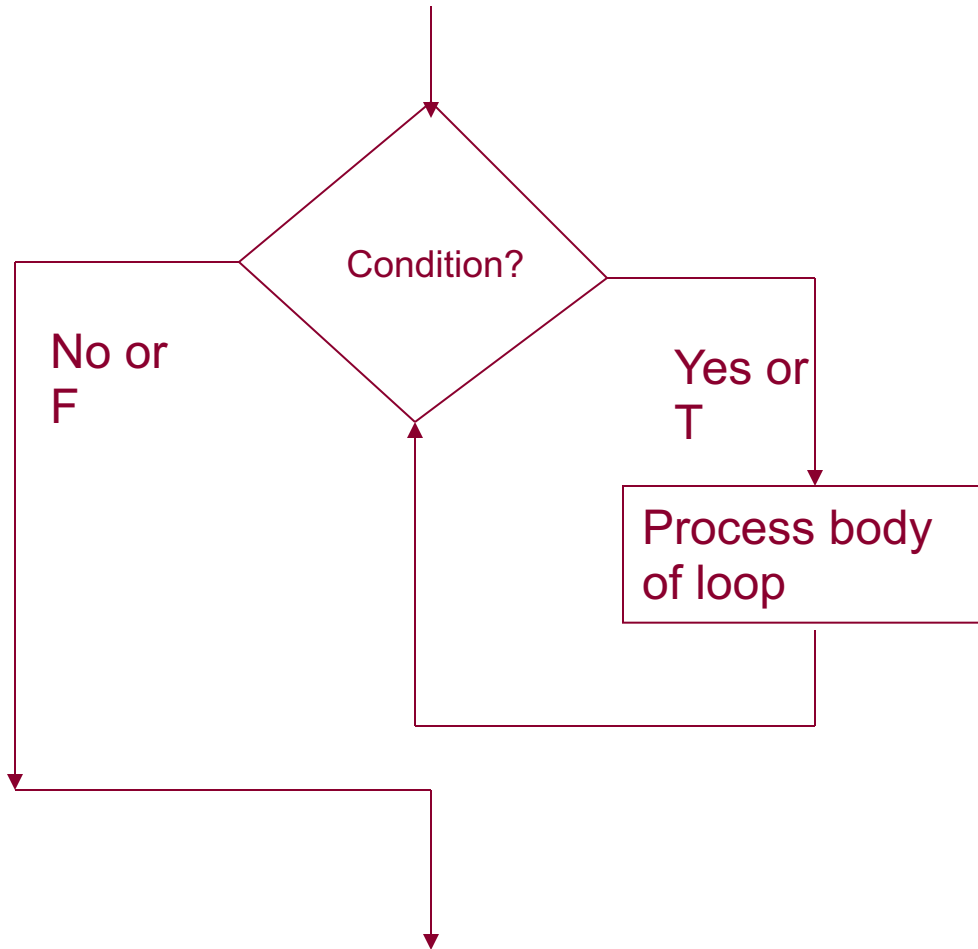 Condition?
No or
F
Yes or
T
Process body
of loop